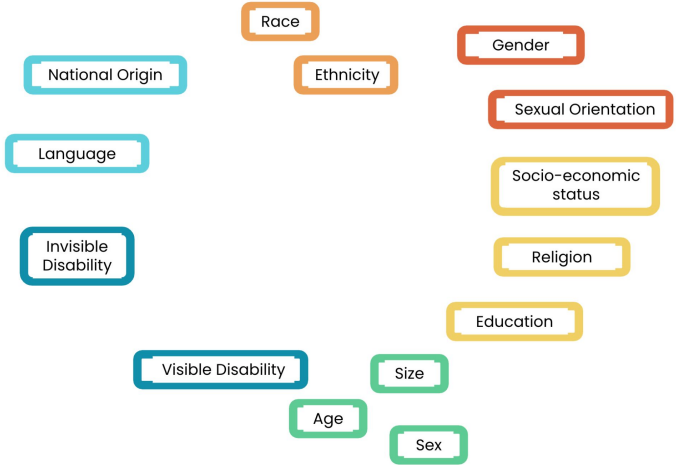 Race
Gender
National Origin
Ethnicity
Sexual Orientation
Language
Socio-economic
status
Invisible
Disability
Religion
Education
Visible Disability
Size
Age
Sex